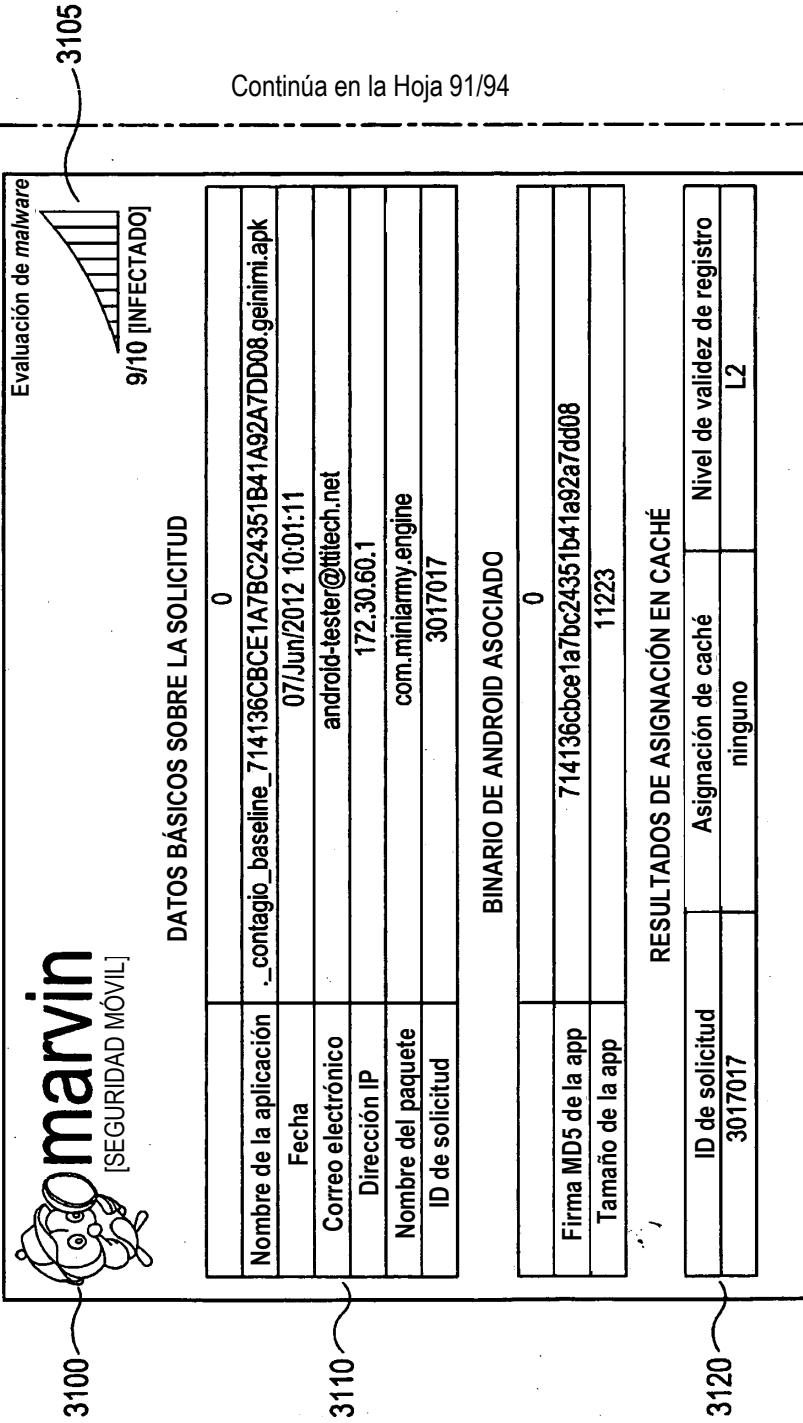 3100
marvin
[SEGURIDAD MÓVIL]
Evaluación de malware
9/10 [INFECTADO]
3105
DATOS BÁSICOS SOBRE LA SOLICITUD
3110
0
Nombre de la aplicación ._contagio_baseline_714136CBCE1A7BC24351B41A92A7DD08.geinimi.apk
Fecha 07/Jun/2012 10:01:11
Correo electrónico android-tester@ttitech.net
Dirección IP 172.30.60.1
Nombre del paquete com.miniarmy.engine
ID de solicitud 3017017
BINARIO DE ANDROID ASOCIADO
0
Firma MD5 de la app 714136cbce1a7bc24351b41a92a7dd08
Tamaño de la app 11223
RESULTADOS DE ASIGNACIÓN EN CACHÉ
3120
ID de solicitud Asignación de caché Nivel de validez de registro
3017017 ninguno L2
Continúa en la Hoja 91/94